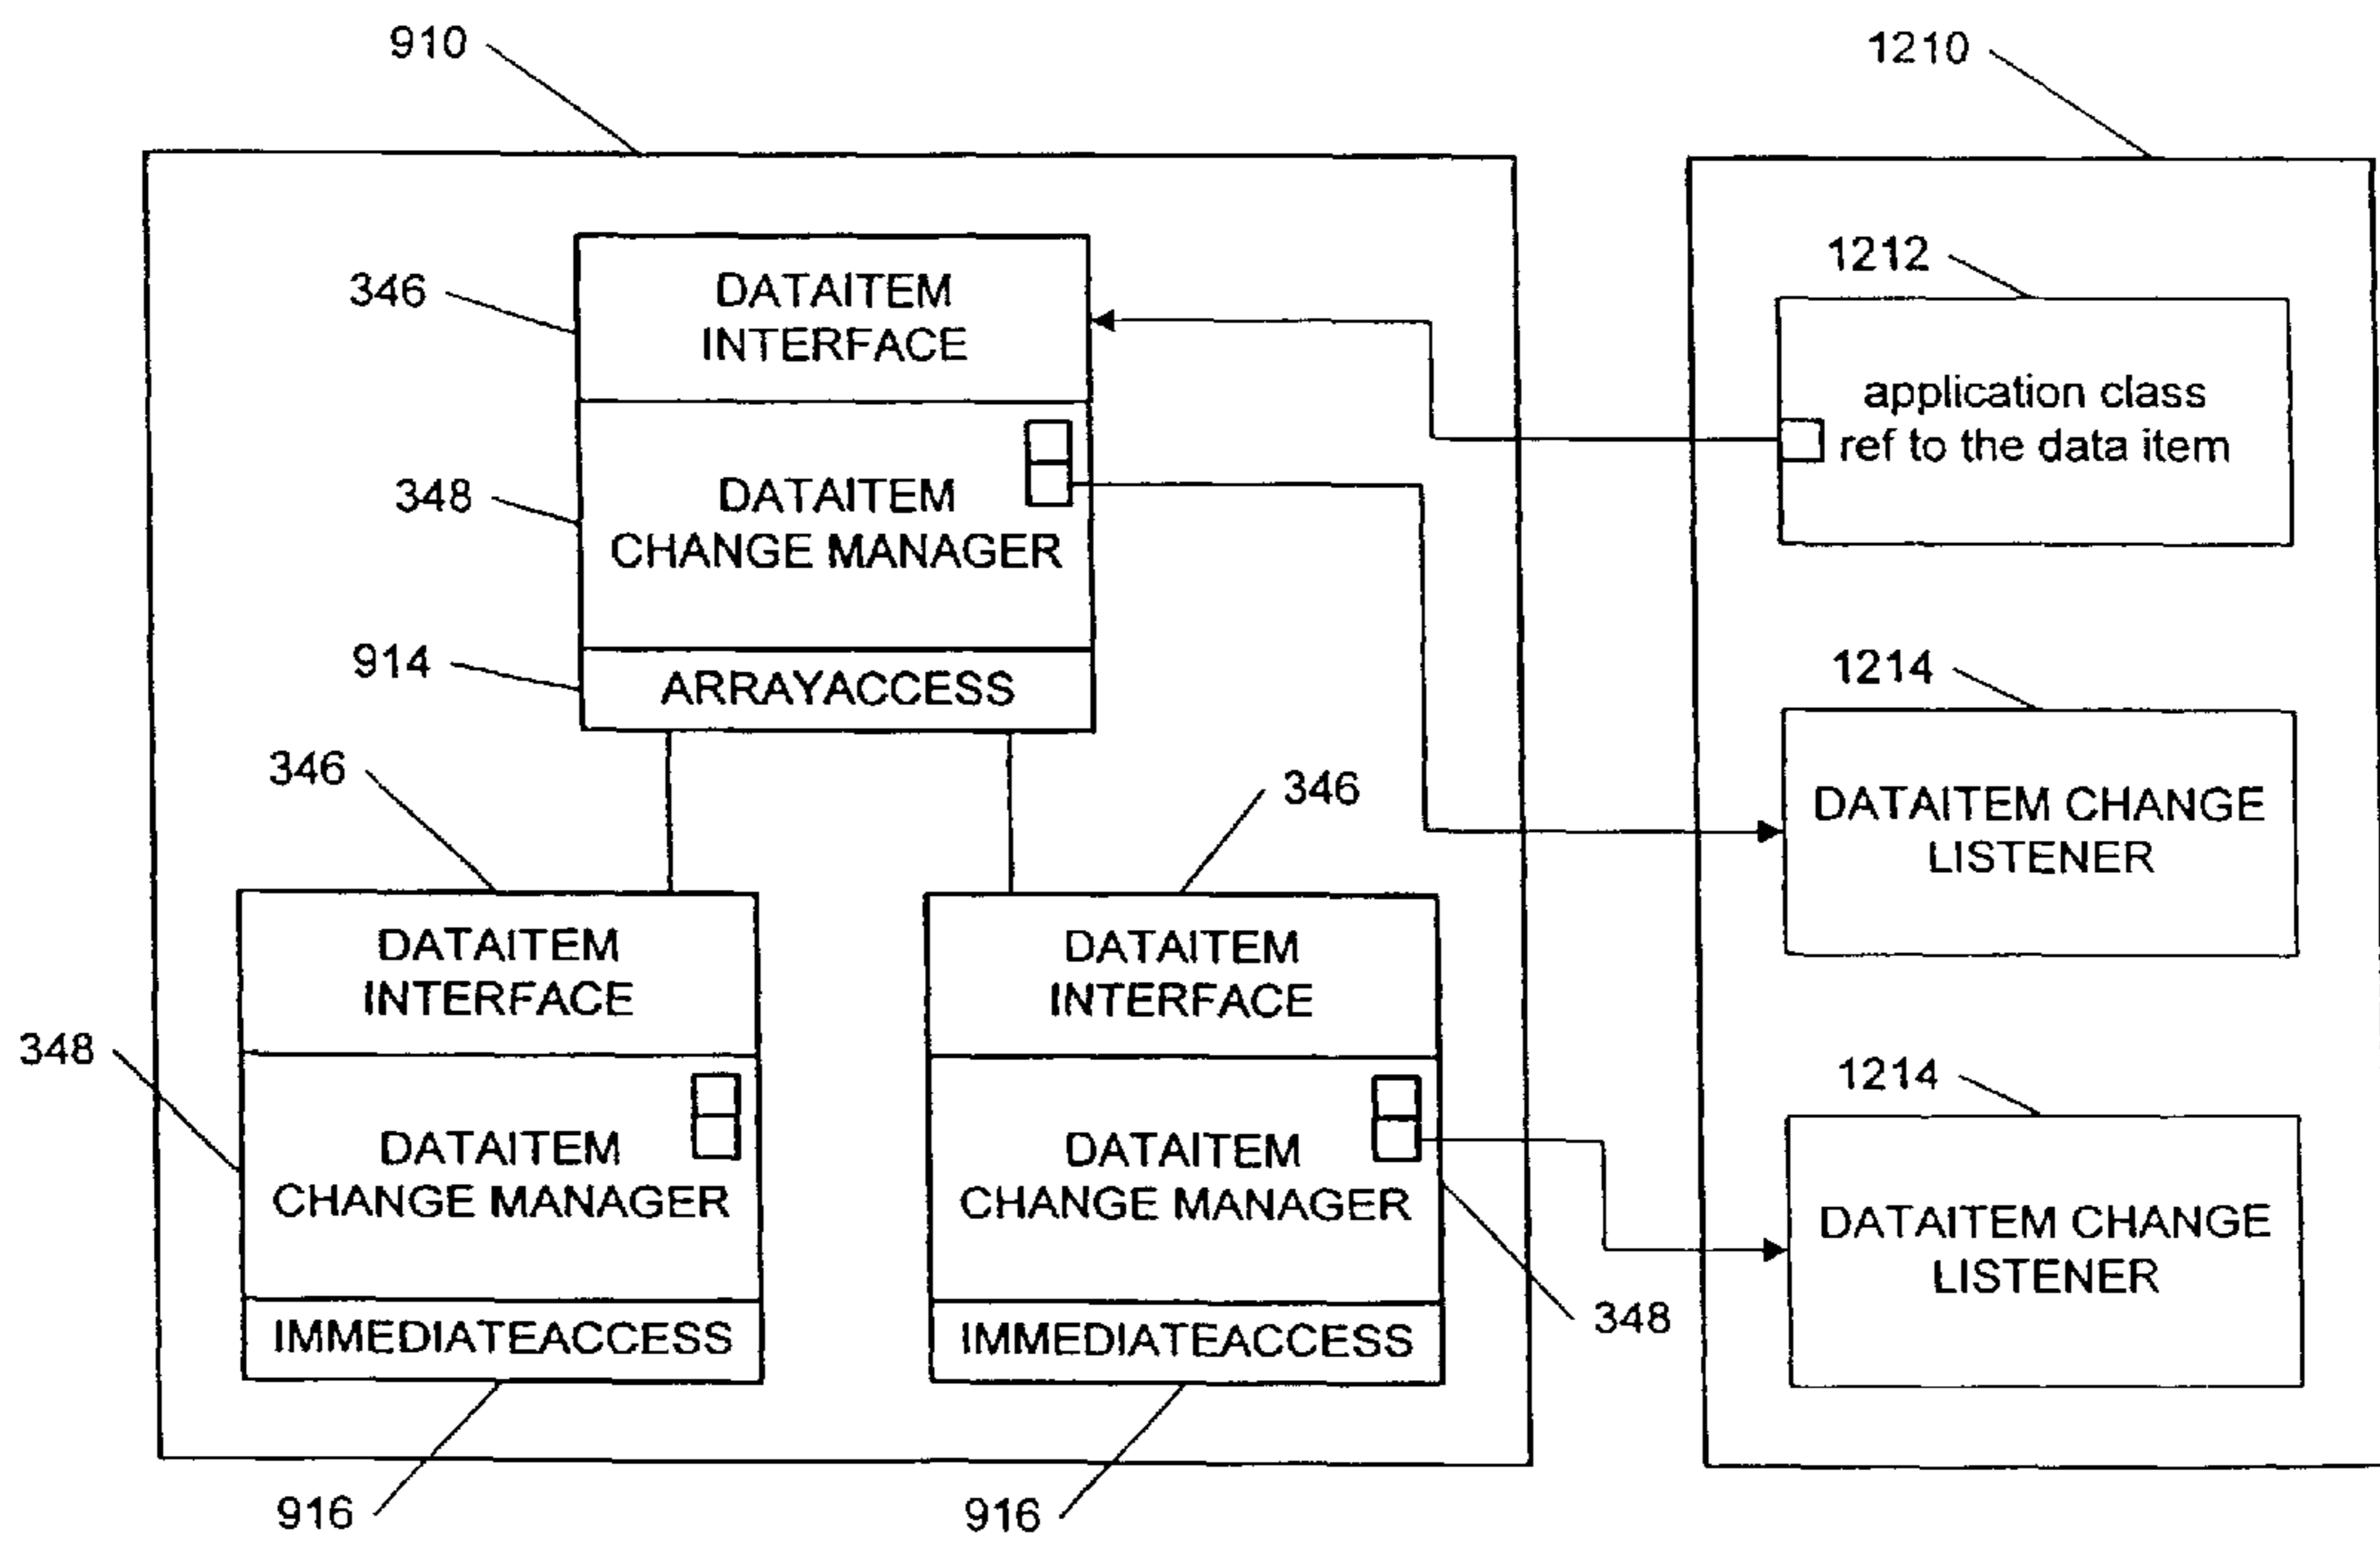 910
1210
346
DATAITEM
INTERFACE
348
DATAITEM
CHANGE MANAGER
914
ARRAYACCESS
1212
application class
ref to the data item
1214
DATAITEM CHANGE
LISTENER
346
DATAITEM
INTERFACE
348
DATAITEM
CHANGE MANAGER
IMMEDIATEACCESS
916
346
DATAITEM
INTERFACE
DATAITEM
CHANGE MANAGER
348
IMMEDIATEACCESS
916
1214
DATAITEM CHANGE
LISTENER